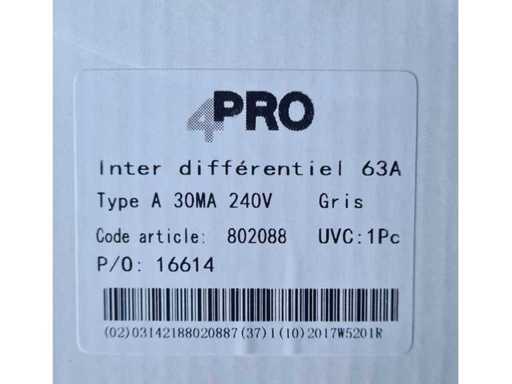 4PRO
Inter différentiel 63A
Type A 30MA 240V Gris
Code article: 802088 UVC:1Pc
P/O: 16614
(02)03142188020887(37)1(10)2017W5201R